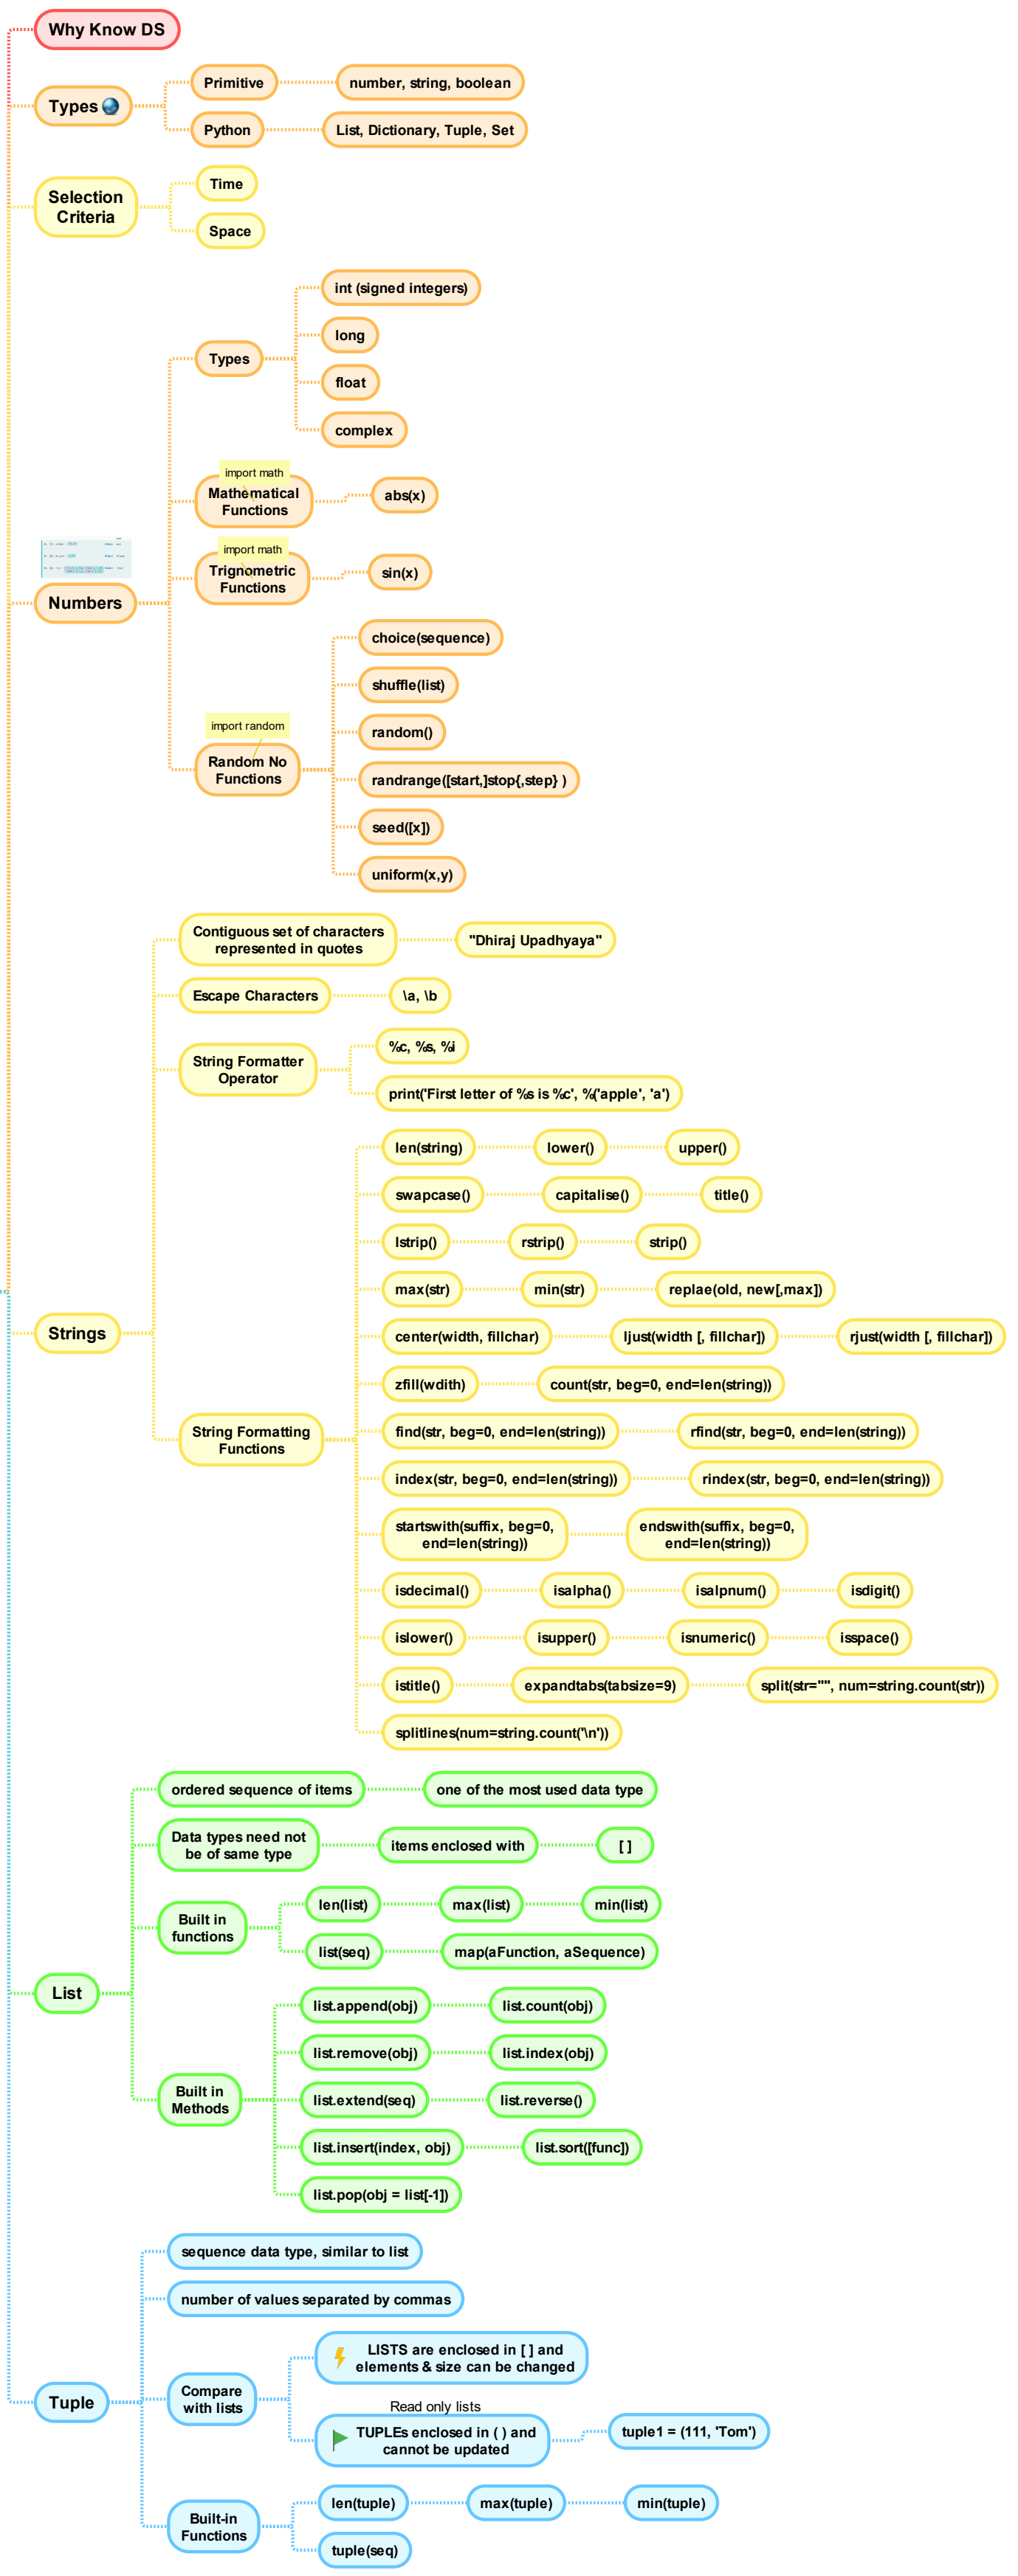 Why Know DS
Types
Primitive
number, string, boolean
Python
List, Dictionary, Tuple, Set
Selection
Criteria
Time
Space
Numbers
Types
int (signed integers)
long
float
complex
import math
Mathematical
Functions
abs(x)
import math
Trignometric
Functions
sin(x)
import random
Random No
Functions
choice(sequence)
shuffle(list)
random()
randrange([start,]stop{,step} )
seed([x])
uniform(x,y)
Strings
Contiguous set of characters
represented in quotes
"Dhiraj Upadhyaya"
Escape Characters
\a, \b
String Formatter
Operator
%c, %s, %i
print('First letter of %s is %c', %('apple', 'a')
String Formatting
Functions
len(string)
lower()
upper()
swapcase()
capitalise()
title()
lstrip()
rstrip()
strip()
max(str)
min(str)
replae(old, new[,max])
center(width, fillchar)
ljust(width [, fillchar])
rjust(width [, fillchar])
zfill(wdith)
count(str, beg=0, end=len(string))
find(str, beg=0, end=len(string))
rfind(str, beg=0, end=len(string))
index(str, beg=0, end=len(string))
rindex(str, beg=0, end=len(string))
startswith(suffix, beg=0,
end=len(string))
endswith(suffix, beg=0,
end=len(string))
isdecimal()
isalpha()
isalpnum()
isdigit()
islower()
isupper()
isnumeric()
isspace()
istitle()
expandtabs(tabsize=9)
split(str="", num=string.count(str))
splitlines(num=string.count('\n'))
List
ordered sequence of items
one of the most used data type
Data types need not
be of same type
items enclosed with
[ ]
Built in
functions
len(list)
max(list)
min(list)
list(seq)
map(aFunction, aSequence)
Built in
Methods
list.append(obj)
list.count(obj)
list.remove(obj)
list.index(obj)
list.extend(seq)
list.reverse()
list.insert(index, obj)
list.sort([func])
list.pop(obj = list[-1])
Tuple
sequence data type, similar to list
number of values separated by commas
Compare
with lists
LISTS are enclosed in [ ] and
elements & size can be changed
Read only lists
TUPLEs enclosed in ( ) and
cannot be updated
tuple1 = (111, 'Tom')
Built-in
Functions
len(tuple)
max(tuple)
min(tuple)
tuple(seq)